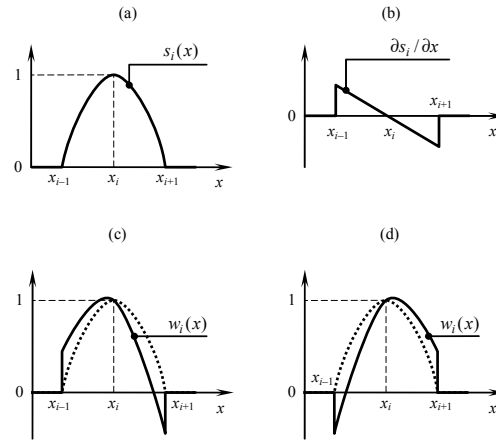 (a)
(b)
s_i(x)
∂s_i/∂x
1
0
x_{i–1}
x_i
x_{i+1}
x
0
x_{i–1}
x_i
x_{i+1}
x
(c)
(d)
1
w_i(x)
0
x_{i–1}
x_i
x_{i+1}
x
1
w_i(x)
0
x_{i–1}
x_i
x_{i+1}
x